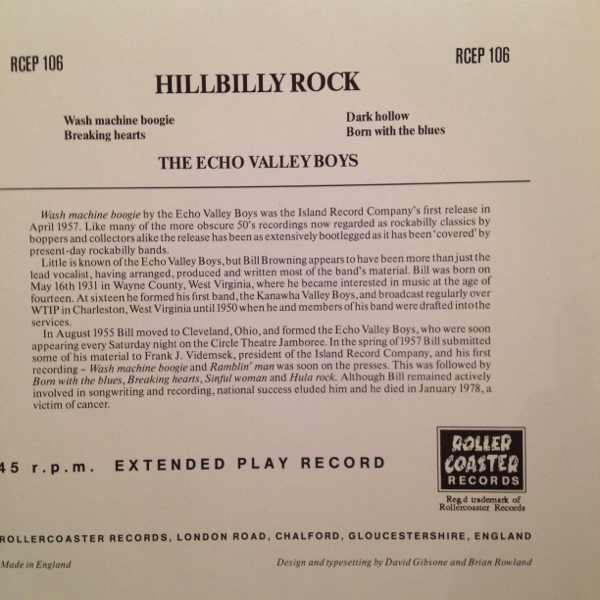 RCEP 106
RCEP 106
HILLBILLY ROCK
Wash machine boogie
Breaking hearts
Dark hollow
Born with the blues
THE ECHO VALLEY BOYS
Wash machine boogie by the Echo Valley Boys was the Island Record Company's first release in
April 1957. Like many of the more obscure 50's recordings now regarded as rockabilly classics by
boppers and collectors alike the release has been as extensively bootlegged as it has been 'covered' by
present-day rockabilly bands.
Little is known of the Echo Valley Boys, but Bill Browning appears to have been more than just the
lead vocalist, having arranged, produced and written most of the band's material. Bill was born on
May 16th 1931 in Wayne County, West Virginia, where he became interested in music at the age of
fourteen. At sixteen he formed his first band, the Kanawha Valley Boys, and broadcast regularly over
WTIP in Charleston, West Virginia until 1950 when he and members of his band were drafted into the
services.
In August 1955 Bill moved to Cleveland, Ohio, and formed the Echo Valley Boys, who were soon
appearing every Saturday night on the Circle Theatre Jamboree. In the spring of 1957 Bill submitted
some of his material to Frank J. Videmsek, president of the Island Record Company, and his first
recording – Wash machine boogie and Ramblin' man was soon on the presses. This was followed by
Born with the blues, Breaking hearts, Sinful woman and Hula rock. Although Bill remained actively
involved in songwriting and recording, national success eluded him and he died in January 1978, a
victim of cancer.
45 r.p.m. EXTENDED PLAY RECORD
ROLLER
COASTER
RECORDS
Reg.d trademark of
Rollercoaster Records
ROLLERCOASTER RECORDS, LONDON ROAD, CHALFORD, GLOUCESTERSHIRE, ENGLAND
Made in England
Design and typesetting by David Gibsone and Brian Rowland